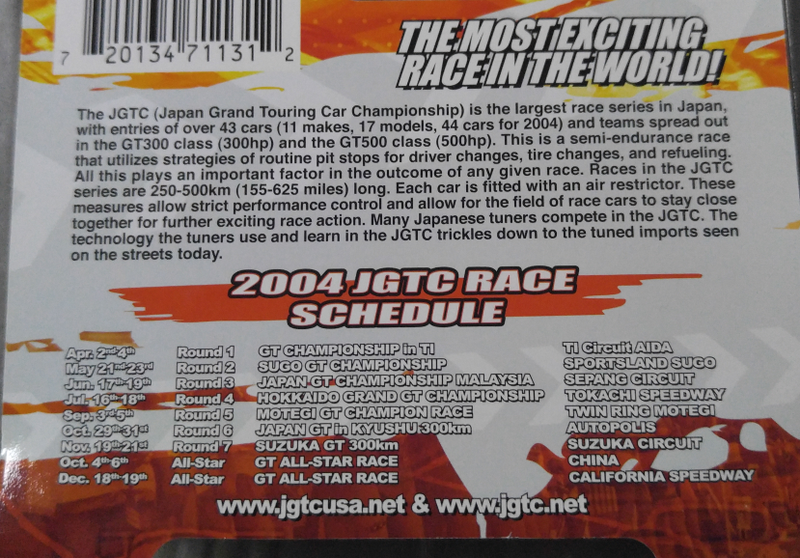 7 20134 71131 2
THE MOST EXCITING
RACE IN THE WORLD!
The JGTC (Japan Grand Touring Car Championship) is the largest race series in Japan,
with entries of over 43 cars (11 makes, 17 models, 44 cars for 2004) and teams spread out
in the GT300 class (300hp) and the GT500 class (500hp). This is a semi-endurance race
that utilizes strategies of routine pit stops for driver changes, tire changes, and refueling.
All this plays an important factor in the outcome of any given race. Races in the JGTC
series are 250-500km (155-625 miles) long. Each car is fitted with an air restrictor. These
measures allow strict performance control and allow for the field of race cars to stay close
together for further exciting race action. Many Japanese tuners compete in the JGTC. The
technology the tuners use and learn in the JGTC trickles down to the tuned imports seen
on the streets today.
2004 JGTC RACE
SCHEDULE
Apr. 2nd-4th Round 1 GT CHAMPIONSHIP in TI TI Circuit AIDA
May 21nd-23rd Round 2 SUGO GT CHAMPIONSHIP SPORTSLAND SUGO
Jun. 17th-19th Round 3 JAPAN GT CHAMPIONSHIP MALAYSIA SEPANG CIRCUIT
Jul. 16th-18th Round 4 HOKKAIDO GRAND GT CHAMPIONSHIP TOKACHI SPEEDWAY
Sep. 3rd-5th Round 5 MOTEGI GT CHAMPION RACE TWIN RING MOTEGI
Oct. 29th-31st Round 6 JAPAN GT in KYUSHU 300km AUTOPOLIS
Nov. 19th-21st Round 7 SUZUKA GT 300km SUZUKA CIRCUIT
Oct. 4th-6th All-Star GT ALL-STAR RACE CHINA
Dec. 18th-19th All-Star GT ALL-STAR RACE CALIFORNIA SPEEDWAY
www.jgtcusa.net & www.jgtc.net